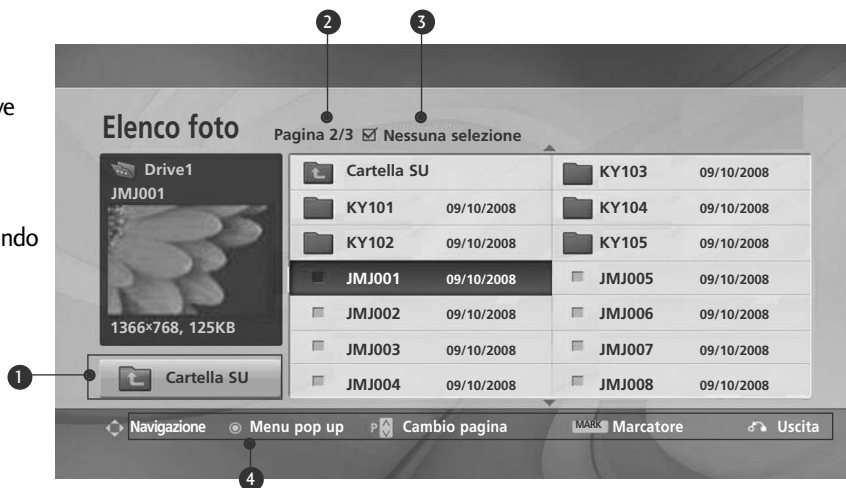 2 3
ve
ndo
Elenco foto
Pagina 2/3 Nessuna selezione
Drive1
JMJ001
1366×768, 125KB
1 Cartella SU
Cartella SU
KY101 09/10/2008
KY102 09/10/2008
JMJ001 09/10/2008
JMJ002 09/10/2008
JMJ003 09/10/2008
JMJ004 09/10/2008
KY103 09/10/2008
KY104 09/10/2008
KY105 09/10/2008
JMJ005 09/10/2008
JMJ006 09/10/2008
JMJ007 09/10/2008
JMJ008 09/10/2008
Navigazione Menu pop up P Cambio pagina MARK Marcatore Uscita
4